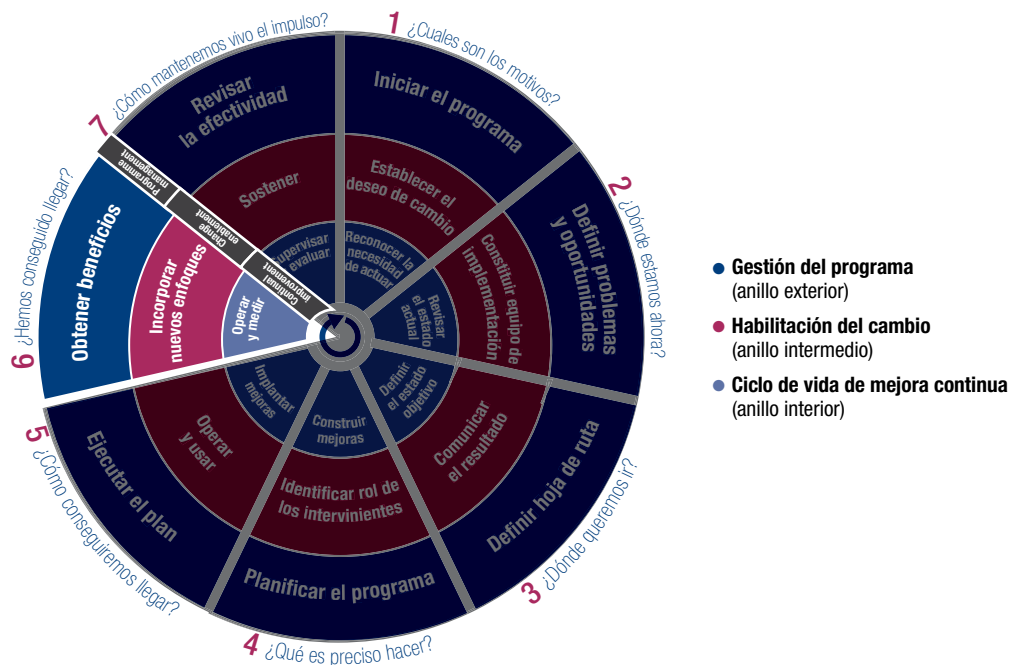 1 ¿Cuales son los motivos?
Iniciar el programa
Establecer el
deseo de cambio
Reconocer la
necesidad
de actuar
2 ¿Dónde estamos ahora?
Definir problemas
y oportunidades
Constituir equipo de
implementación
Revisar
el estado
actual
3 ¿Dónde queremos ir?
Definir hoja de ruta
Comunicar
el resultado
Definir
el estado
objetivo
4 ¿Qué es preciso hacer?
Planificar el programa
Identificar rol de
los intervinientes
Construir
mejoras
5 ¿Cómo conseguiremos llegar?
Ejecutar el plan
Operar
y usar
Implantar
mejoras
6 ¿Hemos conseguido llegar?
Obtener beneficios
Incorporar
nuevos enfoques
Operar
y medir
7 ¿Cómo mantenemos vivo el impulso?
Revisar
la efectividad
Sostener
Supervisar
evaluar
Programme
management
Change
enablement
Continual
improvement
Gestión del programa
(anillo exterior)
Habilitación del cambio
(anillo intermedio)
Ciclo de vida de mejora continua
(anillo interior)